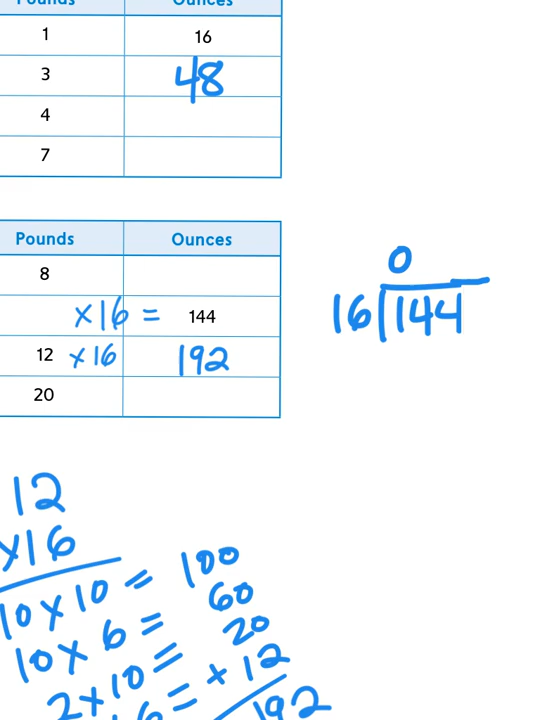 Pounds Ounces
1 16
3 48
4
7
Pounds Ounces
8
×16 = 144
12 ×16 192
20
0
16 144
12
×16
10×10 = 100
10×6 = 60
2×10 = 20
6 = +12
192